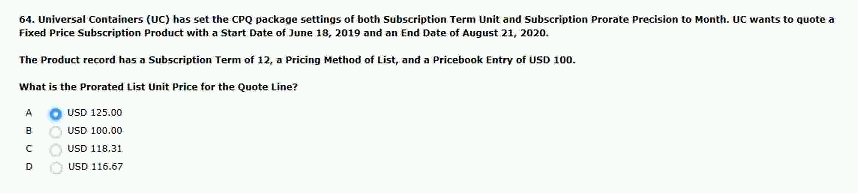 64. Universal Containers (UC) has set the CPQ package settings of both Subscription Term Unit and Subscription Prorate Precision to Month. UC wants to quote a
Fixed Price Subscription Product with a Start Date of June 18, 2019 and an End Date of August 21, 2020.
The Product record has a Subscription Term of 12, a Pricing Method of List, and a Pricebook Entry of USD 100.
What is the Prorated List Unit Price for the Quote Line?
A USD 125.00
B USD 100.00
C USD 118.31
D USD 116.67